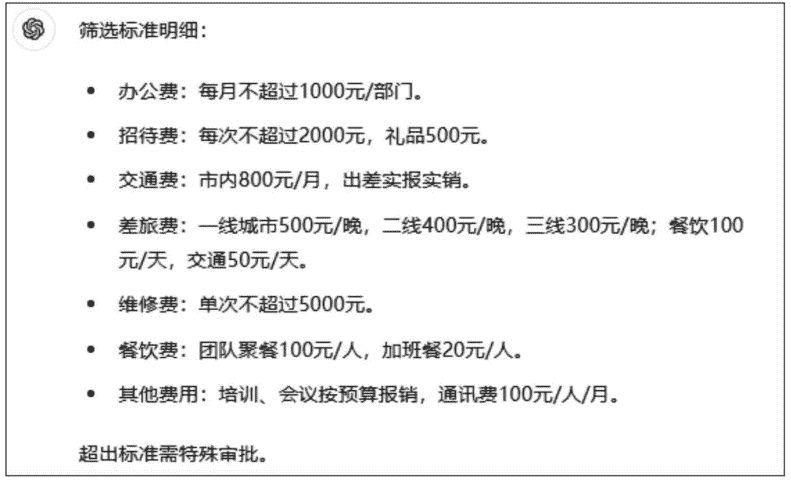 筛选标准明细：
• 办公费：每月不超过1000元/部门。
• 招待费：每次不超过2000元，礼品500元。
• 交通费：市内800元/月，出差实报实销。
• 差旅费：一线城市500元/晚，二线400元/晚，三线300元/晚；餐饮100
元/天，交通50元/天。
• 维修费：单次不超过5000元。
• 餐饮费：团队聚餐100元/人，加班餐20元/人。
• 其他费用：培训、会议按预算报销，通讯费100元/人/月。
超出标准需特殊审批。